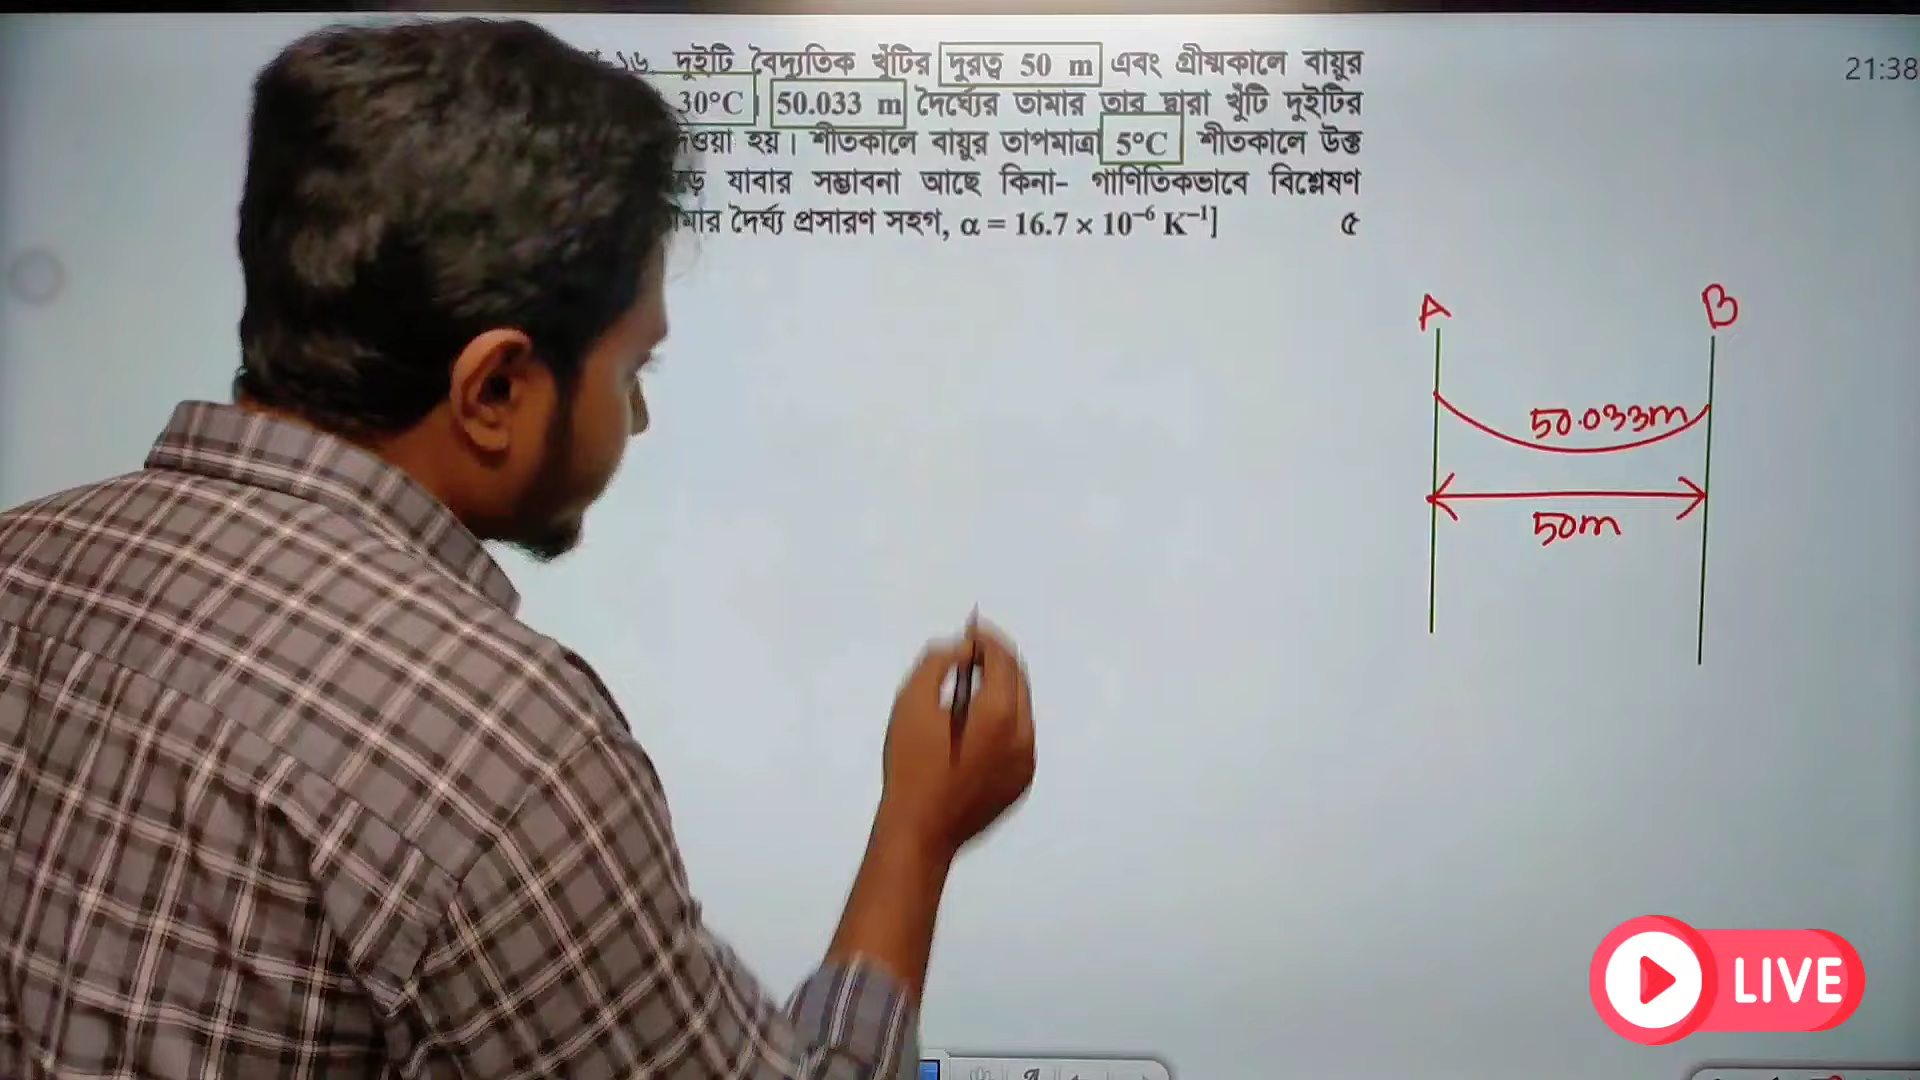 -১৬. দুইটি বৈদ্যুতিক খুঁটির দূরত্ব 50 m এবং গ্রীষ্মকালে বায়ুর
30°C। 50.033 m দৈর্ঘ্যের তামার তার দ্বারা খুঁটি দুইটির
দেওয়া হয়। শীতকালে বায়ুর তাপমাত্রা 5°C শীতকালে উক্ত
যাবার সম্ভাবনা আছে কিনা- গাণিতিকভাবে বিশ্লেষণ
দৈর্ঘ্য প্রসারণ সহগ, α = 16.7 × 10⁻⁶ K⁻¹] ৫
21:38
A B
50.033m
50m
LIVE